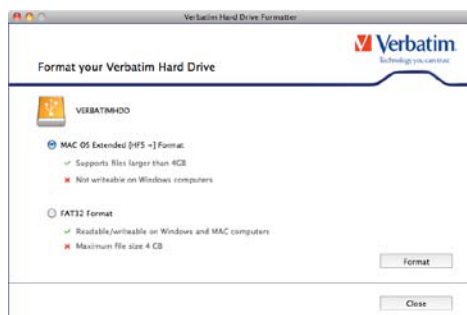 Verbatim Hard Drive Formatter
Verbatim
Technology you can trust
Format your Verbatim Hard Drive
VERBATIMHDD
MAC OS Extended [HFS +] Format
Supports files larger than 4GB
Not writeable on Windows computers
FAT32 Format
Readable/writeable on Windows and MAC computers
Maximum file size 4 GB
Format
Close